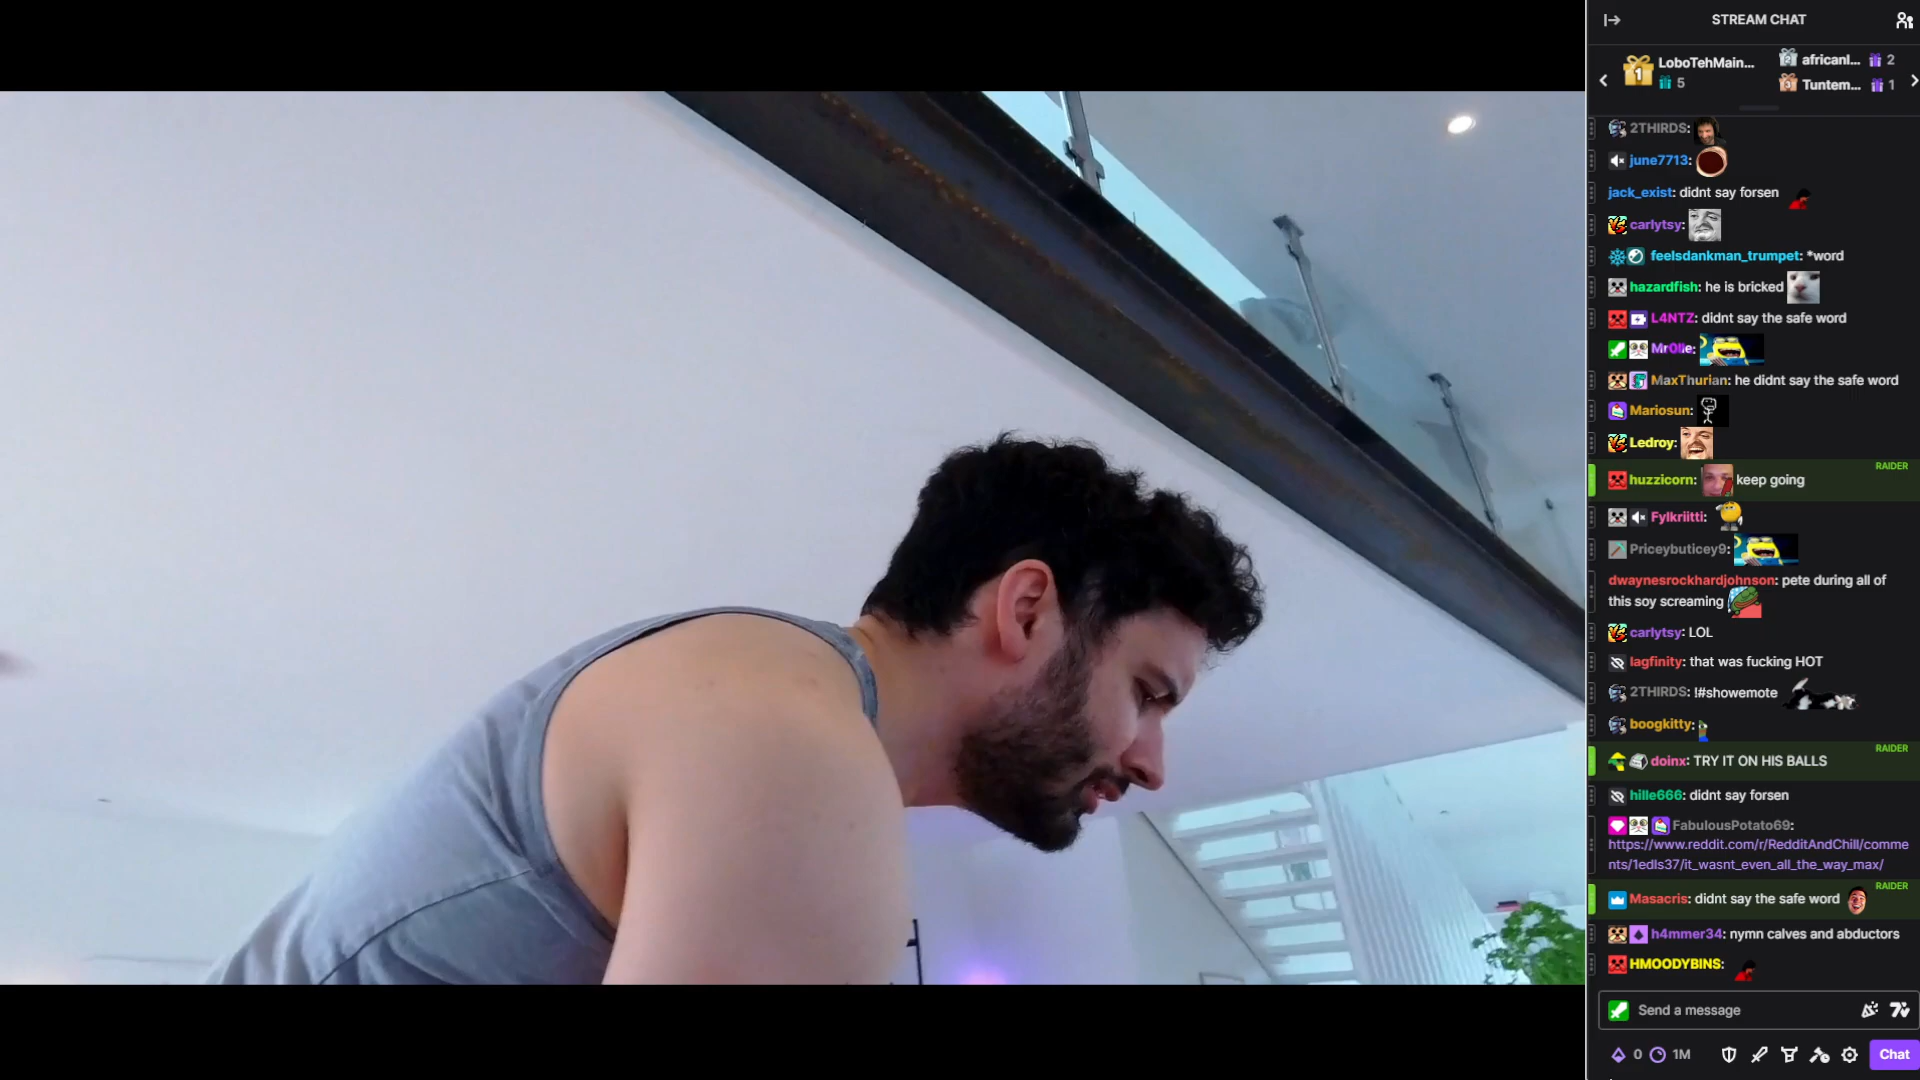 STREAM CHAT
LoboTehMain...
5
africanl... 2
Tuntem... 1
2THIRDS:
june7713:
jack_exist: didnt say forsen
carlytsy:
feelsdankman_trumpet: *word
hazardfish: he is bricked
L4NTZ: didnt say the safe word
Mr0lle:
MaxThurian: he didnt say the safe word
Mariosun:
Ledroy:
RAIDER
huzzicorn: keep going
Fylkriitti:
Priceybuticey9:
dwaynesrockhardjohnson: pete during all of
this soy screaming
carlytsy: LOL
lagfinity: that was fucking HOT
2THIRDS: !#showemote
boogkitty:
RAIDER
doinx: TRY IT ON HIS BALLS
hille666: didnt say forsen
FabulousPotato69:
https://www.reddit.com/r/RedditAndChill/comme
nts/1edls37/it_wasnt_even_all_the_way_max/
RAIDER
Masacris: didnt say the safe word
h4mmer34: nymn calves and abductors
HMOODYBINS:
Send a message
0 1M
Chat